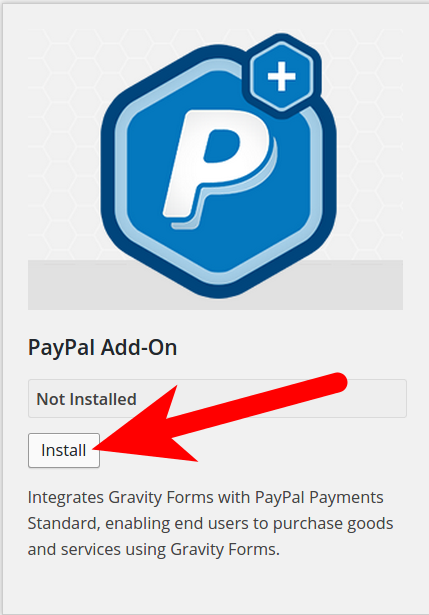 P
PayPal Add-On
Not Installed
Install
Integrates Gravity Forms with PayPal Payments
Standard, enabling end users to purchase goods
and services using Gravity Forms.